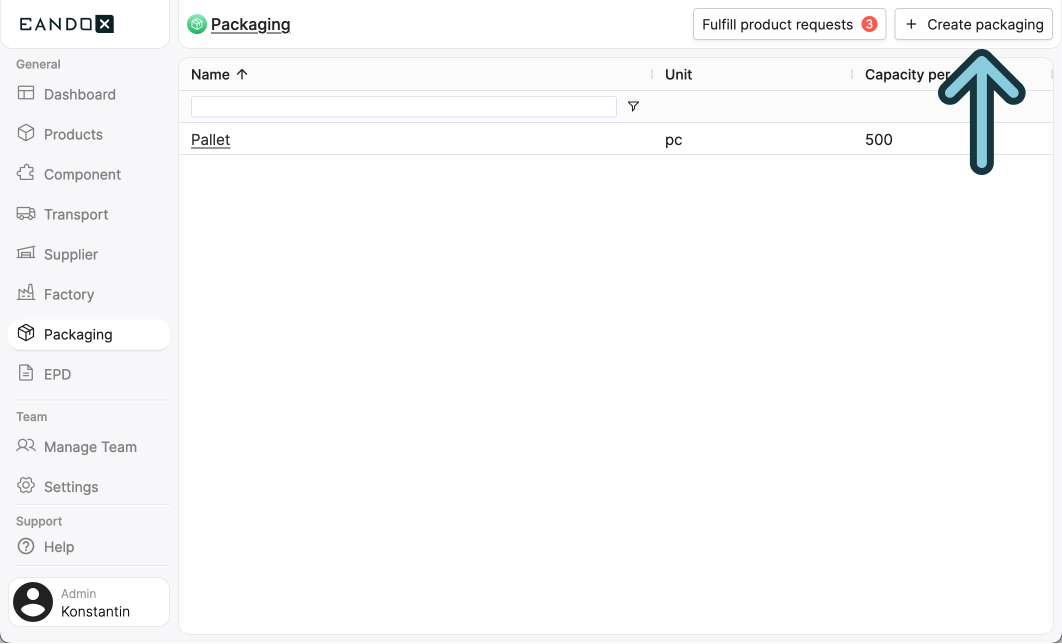 EANDOX
General
Dashboard
Products
Component
Transport
Supplier
Factory
Packaging
EPD
Team
Manage Team
Settings
Support
Help
Admin
Konstantin
Packaging
Fulfill product requests 3
+ Create packaging
Name ↑ Unit Capacity per
Pallet pc 500